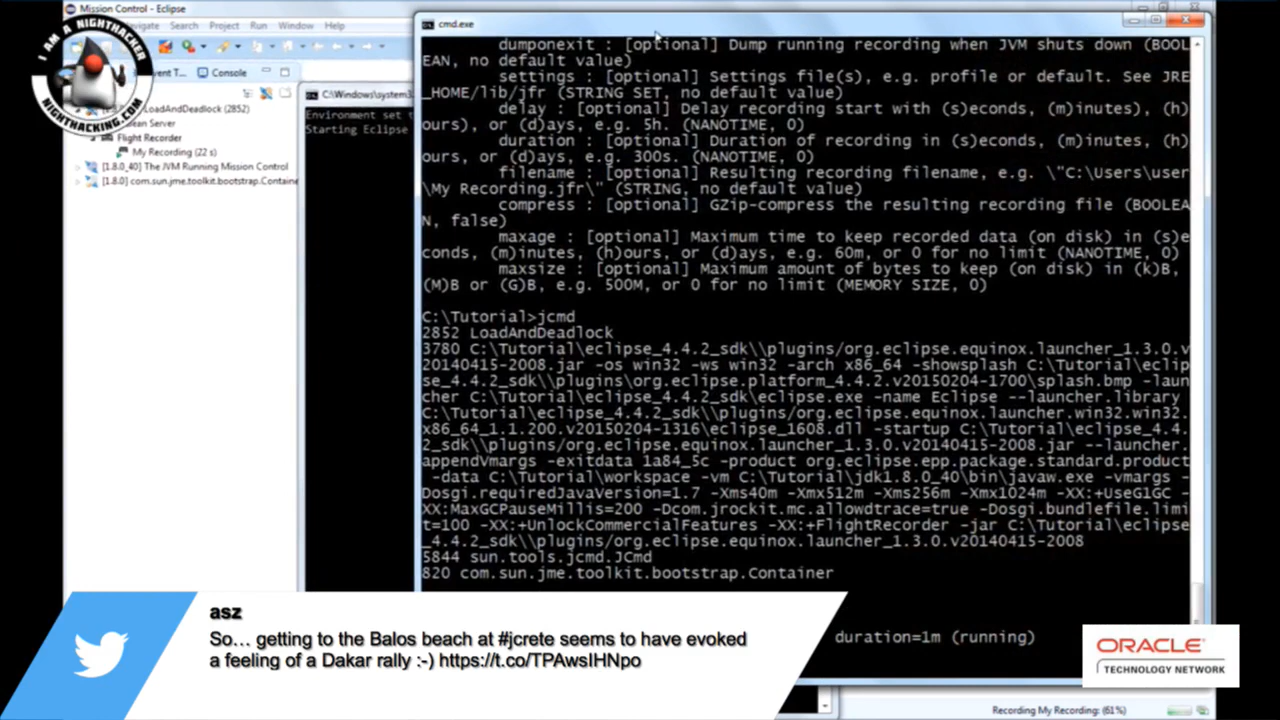 Mission Control - Eclipse
Navigate Search Project Run Window Help
I AM A NIGHTHACKER
NIGHTHACKING.COM
Console
LoadAndDeadlock (2852)
Flight Recorder
My Recording (22 s)
[1.8.0_40] The JVM Running Mission Control
[1.8.0] com.sun.jme.toolkit.bootstrap.Containe
C:\Windows\system3
Environment set t
Starting Eclipse
cmd.exe
dumponexit : [optional] Dump running recording when JVM shuts down (BOOL
EAN, no default value)
settings : [optional] Settings file(s), e.g. profile or default. See JRE
_HOME/lib/jfr (STRING SET, no default value)
delay : [optional] Delay recording start with (s)econds, (m)inutes), (h)
ours), or (d)ays, e.g. 5h. (NANOTIME, 0)
duration : [optional] Duration of recording in (s)econds, (m)inutes, (h)
ours, or (d)ays, e.g. 300s. (NANOTIME, 0)
filename : [optional] Resulting recording filename, e.g. \"C:\Users\user
\My Recording.jfr\" (STRING, no default value)
compress : [optional] GZip-compress the resulting recording file (BOOLEA
N, false)
maxage : [optional] Maximum time to keep recorded data (on disk) in (s)e
conds, (m)inutes, (h)ours, or (d)ays, e.g. 60m, or 0 for no limit (NANOTIME, 0)
maxsize : [optional] Maximum amount of bytes to keep (on disk) in (k)B,
(M)B or (G)B, e.g. 500M, or 0 for no limit (MEMORY SIZE, 0)
C:\Tutorial>jcmd
2852 LoadAndDeadlock
3780 C:\Tutorial\eclipse_4.4.2_sdk\\plugins/org.eclipse.equinox.launcher_1.3.0.v
20140415-2008.jar -os win32 -ws win32 -arch x86_64 -showsplash C:\Tutorial\eclip
se_4.4.2_sdk\\plugins\org.eclipse.platform_4.4.2.v20150204-1700\splash.bmp -laun
cher C:\Tutorial\eclipse_4.4.2_sdk\eclipse.exe -name Eclipse --launcher.library
C:\Tutorial\eclipse_4.4.2_sdk\\plugins/org.eclipse.equinox.launcher.win32.win32.
x86_64_1.1.200.v20150204-1316\eclipse_1608.dll -startup C:\Tutorial\eclipse_4.4.
2_sdk\\plugins/org.eclipse.equinox.launcher_1.3.0.v20140415-2008.jar --launcher.
appendVmargs -exitdata 1a84_5c -product org.eclipse.epp.package.standard.product
-data C:\Tutorial\workspace -vm C:\Tutorial\jdk1.8.0_40\bin\javaw.exe -vmargs -
Dosgi.requiredJavaVersion=1.7 -Xms40m -Xmx512m -Xms256m -Xmx1024m -XX:+UseG1GC -
XX:MaxGCPauseMillis=200 -Dcom.jrockit.mc.allowdtrace=true -Dosgi.bundlefile.limi
t=100 -XX:+UnlockCommercialFeatures -XX:+FlightRecorder -jar C:\Tutorial\eclipse
_4.4.2_sdk\\plugins/org.eclipse.equinox.launcher_1.3.0.v20140415-2008
5844 sun.tools.jcmd.JCmd
820 com.sun.jme.toolkit.bootstrap.Container
duration=1m (running)
asz
So... getting to the Balos beach at #jcrete seems to have evoked
a feeling of a Dakar rally :-) https://t.co/TPAwsIHNpo
ORACLE
TECHNOLOGY NETWORK
Recording My Recording: (61%)